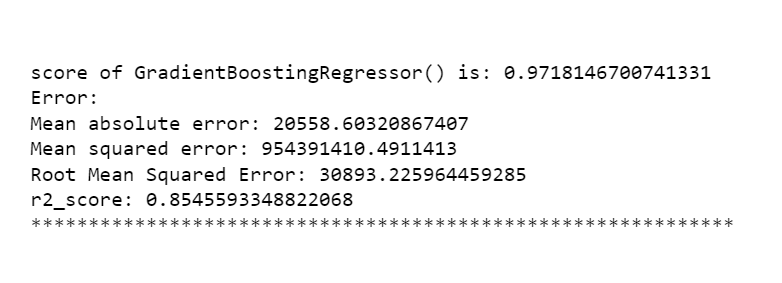 score of GradientBoostingRegressor() is: 0.9718146700741331
Error:
Mean absolute error: 20558.60320867407
Mean squared error: 954391410.4911413
Root Mean Squared Error: 30893.225964459285
r2_score: 0.8545593348822068
*************************************************************